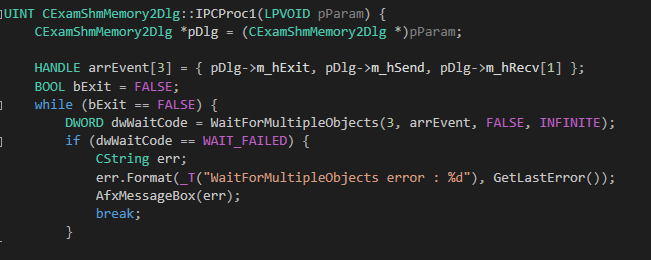 UINT CExamShmMemory2Dlg::IPCProc1(LPVOID pParam) {
CExamShmMemory2Dlg *pDlg = (CExamShmMemory2Dlg *)pParam;
HANDLE arrEvent[3] = { pDlg->m_hExit, pDlg->m_hSend, pDlg->m_hRecv[1] };
BOOL bExit = FALSE;
while (bExit == FALSE) {
DWORD dwWaitCode = WaitForMultipleObjects(3, arrEvent, FALSE, INFINITE);
if (dwWaitCode == WAIT_FAILED) {
CString err;
err.Format(_T("WaitForMultipleObjects error : %d"), GetLastError());
AfxMessageBox(err);
break;
}